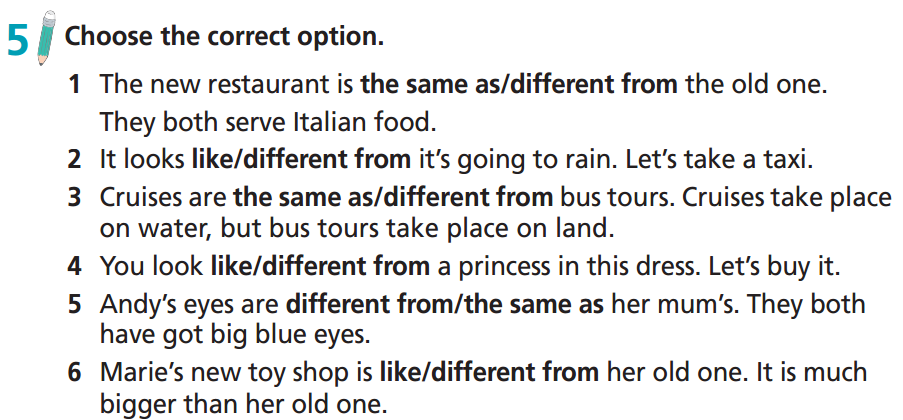 5 Choose the correct option.
1 The new restaurant is the same as/different from the old one.
They both serve Italian food.
2 It looks like/different from it's going to rain. Let's take a taxi.
3 Cruises are the same as/different from bus tours. Cruises take place
on water, but bus tours take place on land.
4 You look like/different from a princess in this dress. Let's buy it.
5 Andy's eyes are different from/the same as her mum's. They both
have got big blue eyes.
6 Marie's new toy shop is like/different from her old one. It is much
bigger than her old one.